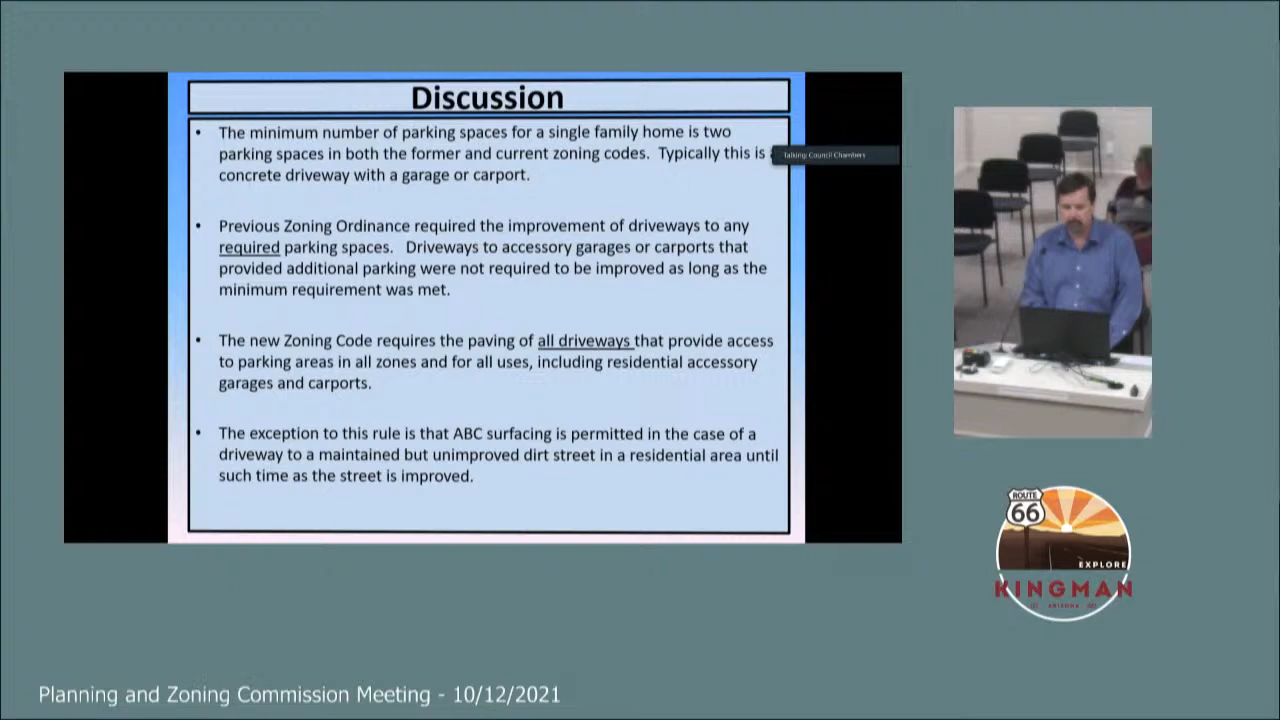 Discussion
• The minimum number of parking spaces for a single family home is two
parking spaces in both the former and current zoning codes. Typically this is
concrete driveway with a garage or carport.
• Previous Zoning Ordinance required the improvement of driveways to any
required parking spaces. Driveways to accessory garages or carports that
provided additional parking were not required to be improved as long as the
minimum requirement was met.
• The new Zoning Code requires the paving of all driveways that provide access
to parking areas in all zones and for all uses, including residential accessory
garages and carports.
• The exception to this rule is that ABC surfacing is permitted in the case of a
driveway to a maintained but unimproved dirt street in a residential area until
such time as the street is improved.
Talking: Council Chambers
ROUTE
66
EXPLORE
KINGMAN
ARIZONA
Planning and Zoning Commission Meeting - 10/12/2021